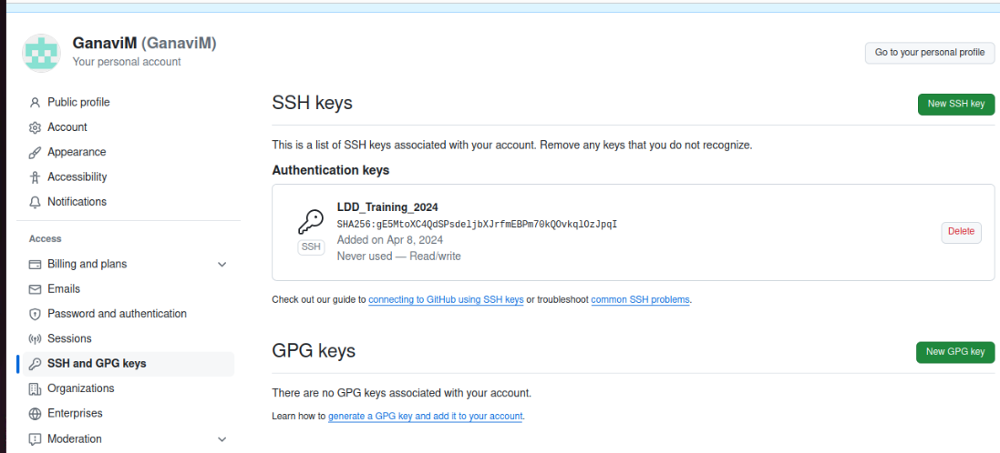 GanaviM (GanaviM)
Your personal account
Go to your personal profile
Public profile
Account
Appearance
Accessibility
Notifications
Access
Billing and plans
Emails
Password and authentication
Sessions
SSH and GPG keys
Organizations
Enterprises
Moderation
SSH keys
New SSH key
This is a list of SSH keys associated with your account. Remove any keys that you do not recognize.
Authentication keys
LDD_Training_2024
SHA256:gE5MtoXC4QdSPsdeljbXJrfmEBPm70kQOvkqlOzJpqI
Added on Apr 8, 2024
SSH
Never used — Read/write
Delete
Check out our guide to connecting to GitHub using SSH keys or troubleshoot common SSH problems.
GPG keys
New GPG key
There are no GPG keys associated with your account.
Learn how to generate a GPG key and add it to your account.